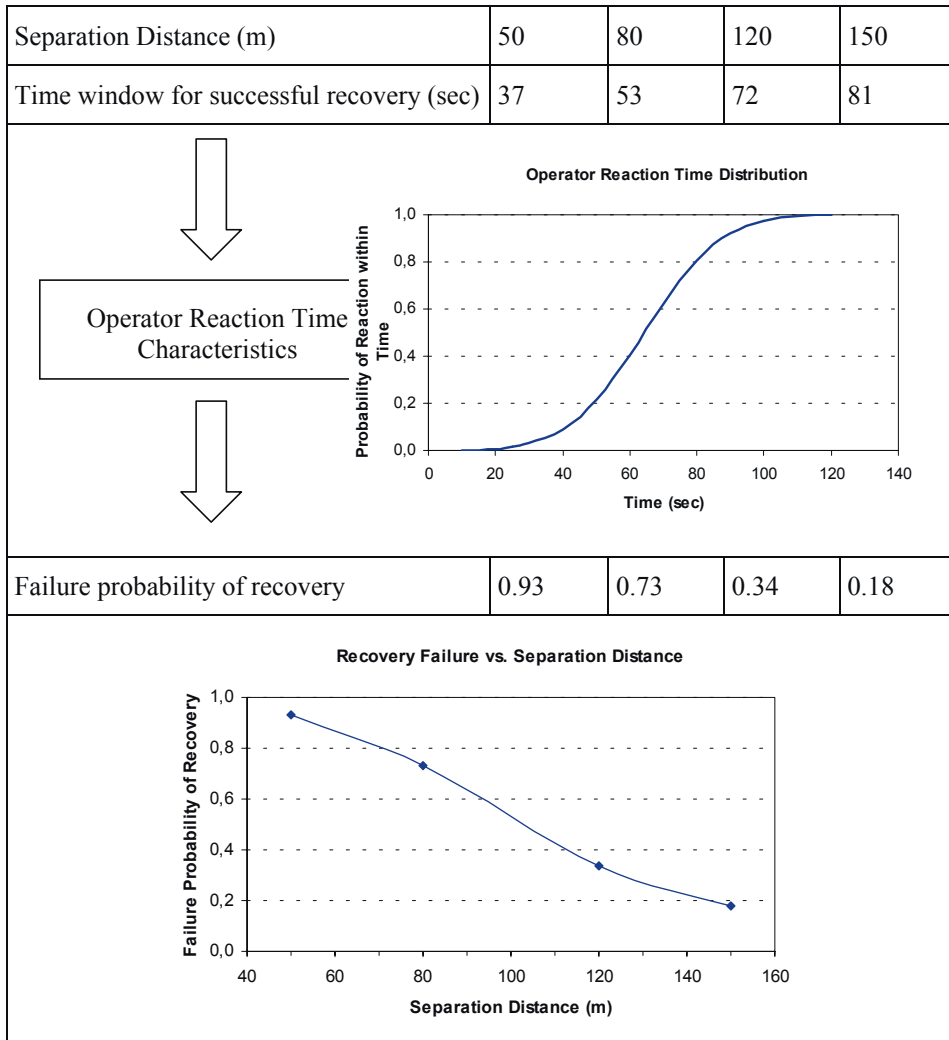 Separation Distance (m) 50 80 120 150
Time window for successful recovery (sec) 37 53 72 81
Operator Reaction Time Distribution
Probability of Reaction within
Time
1,0
0,8
0,6
0,4
0,2
0,0
0 20 40 60 80 100 120 140
Time (sec)
Operator Reaction Time
Characteristics
Failure probability of recovery 0.93 0.73 0.34 0.18
Recovery Failure vs. Separation Distance
Failure Probability of Recovery
1,0
0,8
0,6
0,4
0,2
0,0
40 60 80 100 120 140 160
Separation Distance (m)